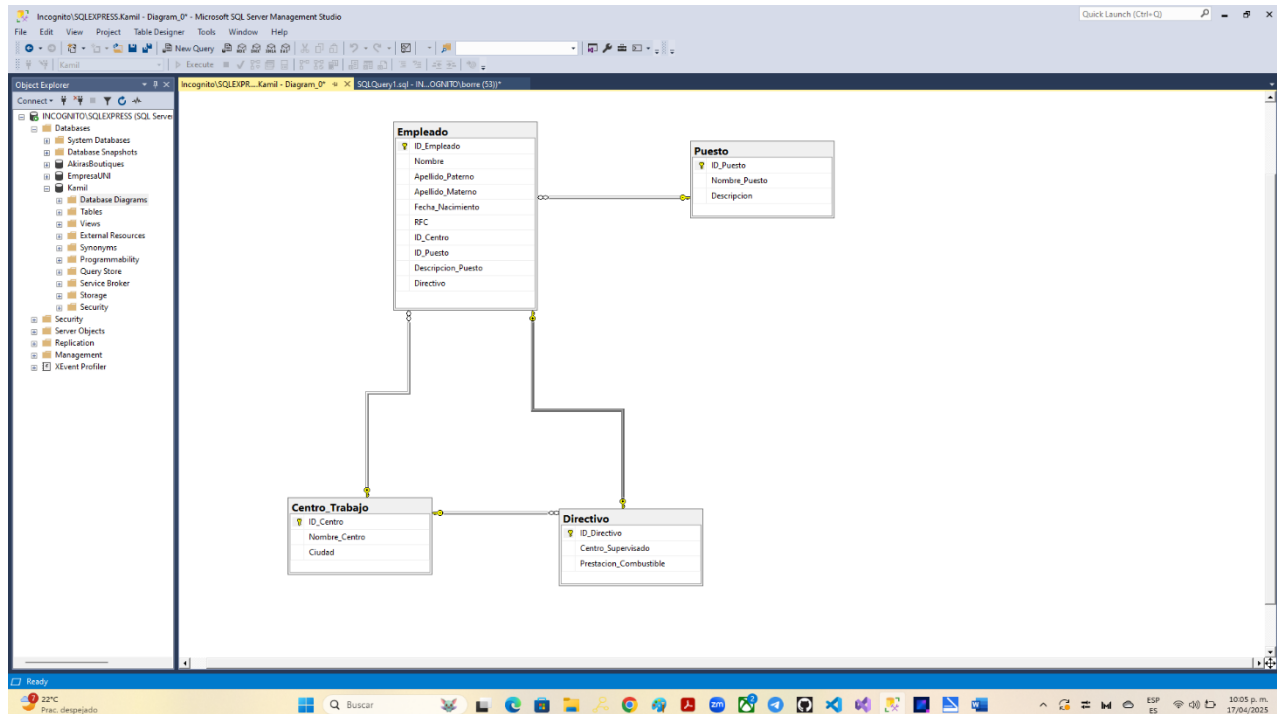 Incognito\SQLEXPRESS.Kamil - Diagram_0* - Microsoft SQL Server Management Studio
Quick Launch (Ctrl+Q)
File Edit View Project Table Designer Tools Window Help
New Query
Kamil
Execute
Object Explorer
Incognito\SQLEXPR....Kamil - Diagram_0*
SQLQuery1.sql - IN...OGNITO\borre (53))*
Connect
INCOGNITO\SQLEXPRESS (SQL Serve
Databases
System Databases
Database Snapshots
AkirasBoutiques
EmpresaUNI
Kamil
Database Diagrams
Tables
Views
External Resources
Synonyms
Programmability
Query Store
Service Broker
Storage
Security
Security
Server Objects
Replication
Management
XEvent Profiler
Empleado
ID_Empleado
Nombre
Apellido_Paterno
Apellido_Materno
Fecha_Nacimiento
RFC
ID_Centro
ID_Puesto
Descripcion_Puesto
Directivo
Puesto
ID_Puesto
Nombre_Puesto
Descripcion
Centro_Trabajo
ID_Centro
Nombre_Centro
Ciudad
Directivo
ID_Directivo
Centro_Supervisado
Prestacion_Combustible
Ready
7
22°C
Prac. despejado
Buscar
zm
2
ESP
ES
10:05 p. m.
17/04/2025